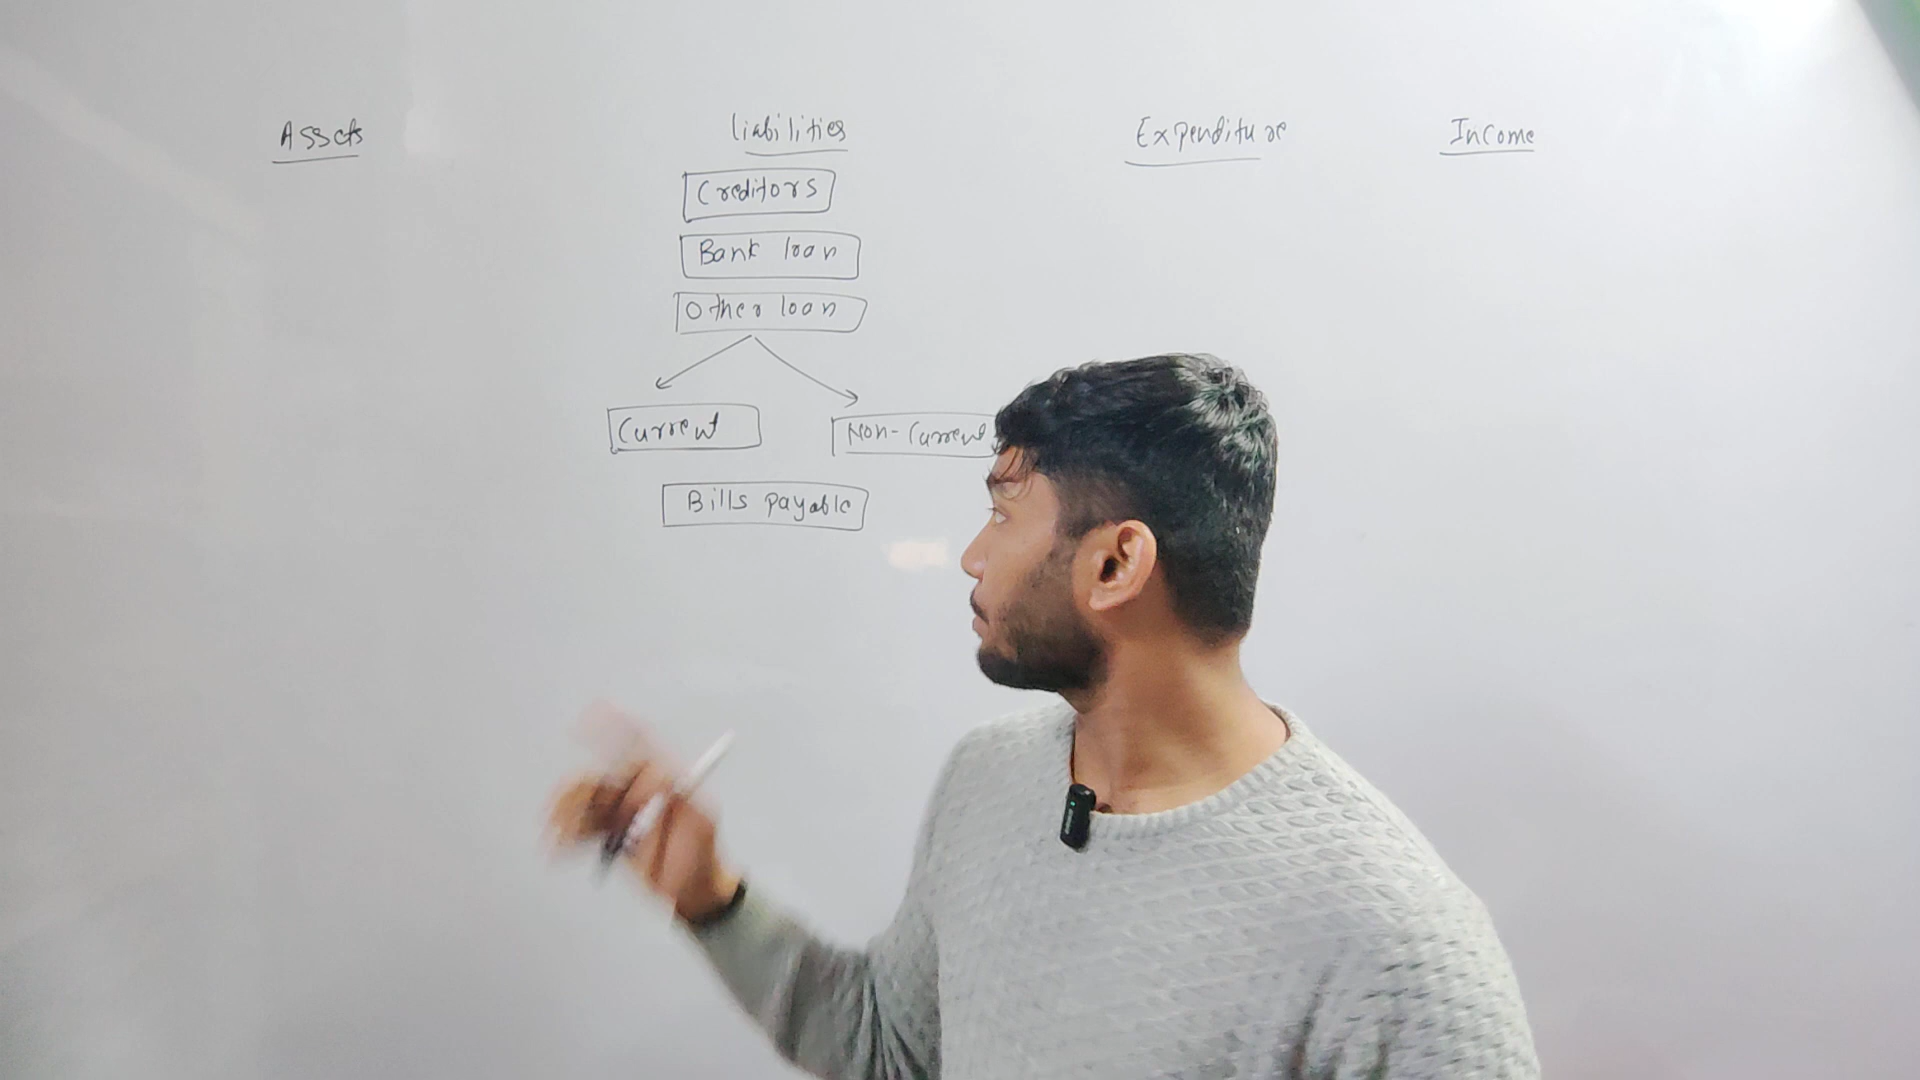 Assets
liabilities
Expenditure
Income
Creditors
Bank loan
Other loan
Current
Non-Current
Bills payable